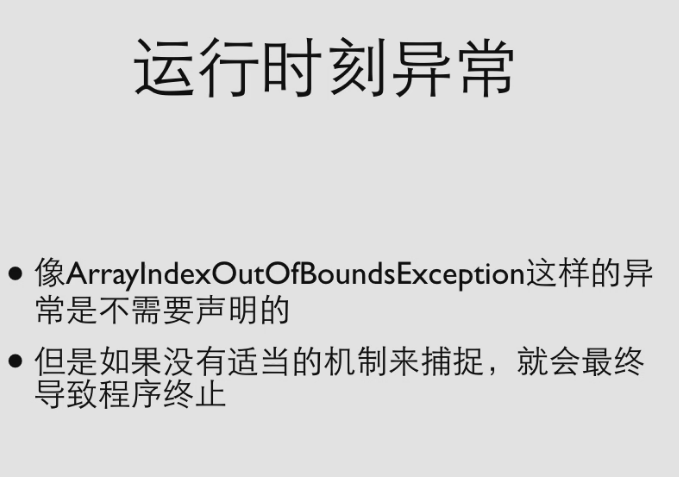 运行时刻异常
•像ArrayIndexOutOfBoundsException这样的异
常是不需要声明的
•但是如果没有适当的机制来捕捉，就会最终
导致程序终止